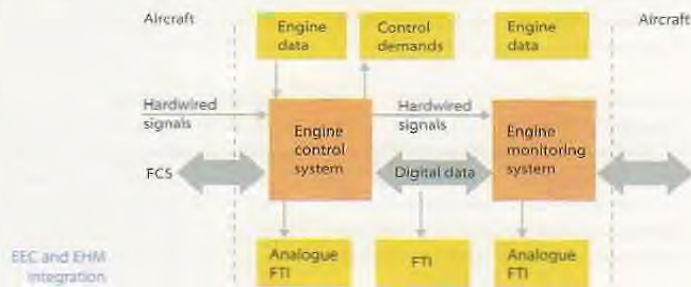 Aircraft
Engine
data
Control
demands
Engine
data
Aircraft
Hardwired
signals
Engine
control
system
Hardwired
signals
Engine
monitoring
system
FCS
Digital data
EEC and EHM
integration
Analogue
FTI
FTI
Analogue
FTI